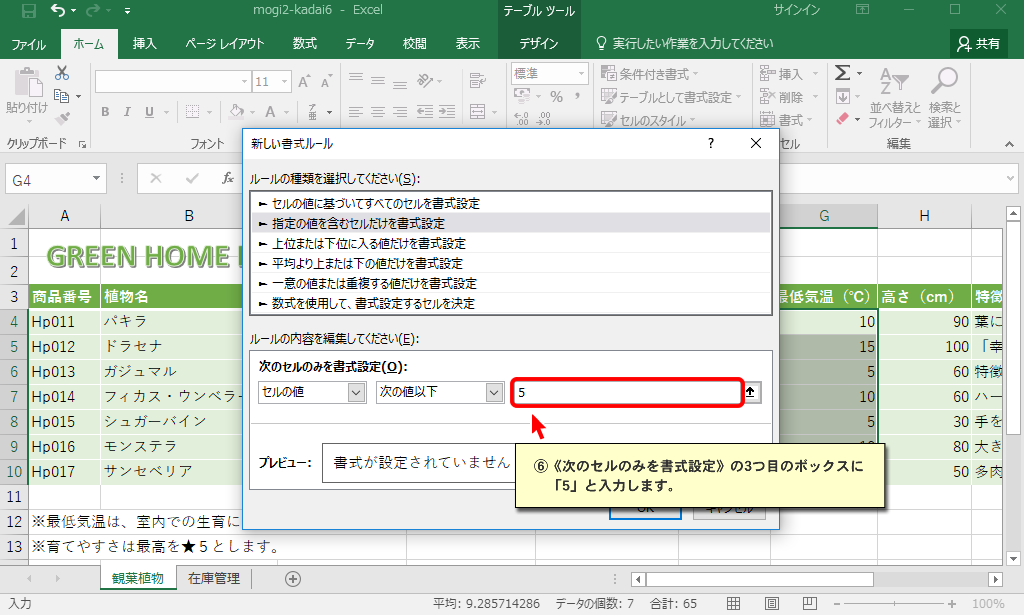 mogi2-kadai6 - Excel
テーブル ツール
サインイン
ファイル ホーム 挿入 ページ レイアウト 数式 データ 校閲 表示 デザイン 実行したい作業を入力してください 共有
貼り付け
クリップボード
11
B I U
フォント
標準
条件付き書式
テーブルとして書式設定
セルのスタイル
挿入
削除
書式
セル
並べ替えと
フィルター
検索と
選択
編集
G4
fx
新しい書式ルール ?
ルールの種類を選択してください(S):
► セルの値に基づいてすべてのセルを書式設定
► 指定の値を含むセルだけを書式設定
► 上位または下位に入る値だけを書式設定
► 平均より上または下の値だけを書式設定
► 一意の値または重複する値だけを書式設定
► 数式を使用して、書式設定するセルを決定
ルールの内容を編集してください(E):
次のセルのみを書式設定(O):
セルの値 次の値以下 5
プレビュー: 書式が設定されていません
OK キャンセル
⑥《次のセルのみを書式設定》の3つ目のボックスに
「5」と入力します。
A B G H
1 GREEN HOME
2
3 商品番号 植物名 最低気温（℃） 高さ（cm） 特徴
4 Hp011 パキラ 10 90 葉に
5 Hp012 ドラセナ 15 100 「幸
6 Hp013 ガジュマル 5 60 特徴
7 Hp014 フィカス・ウンベラー 10 60 ハー
8 Hp015 シュガーバイン 5 30 手を
9 Hp016 モンステラ 80 大き
10 Hp017 サンセベリア 50 多肉
11
12 ※最低気温は、室内での生育に
13 ※育てやすさは最高を★５とします。
観葉植物 在庫管理
入力 平均: 9.285714286 データの個数: 7 合計: 65 100%